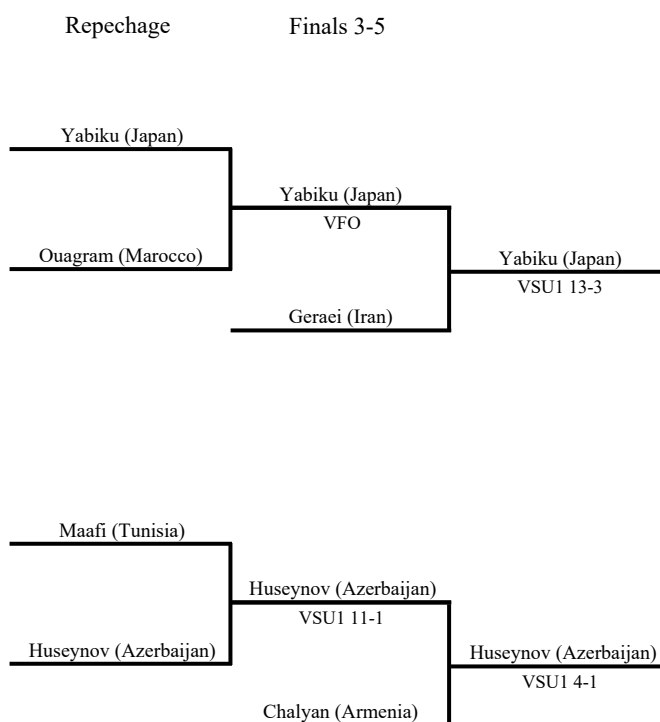 Repechage Finals 3-5
Yabiku (Japan)
Yabiku (Japan)
VFO
Ouagram (Marocco)
Yabiku (Japan)
VSU1 13-3
Geraei (Iran)
Maafi (Tunisia)
Huseynov (Azerbaijan)
VSU1 11-1
Huseynov (Azerbaijan)
Huseynov (Azerbaijan)
VSU1 4-1
Chalyan (Armenia)